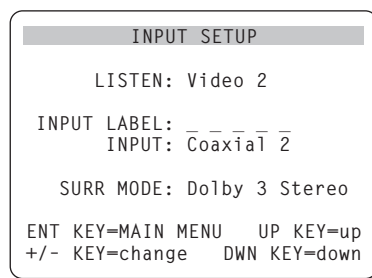 INPUT SETUP
LISTEN: Video 2
INPUT LABEL: _ _ _ _ _
INPUT: Coaxial 2
SURR MODE: Dolby 3 Stereo
ENT KEY=MAIN MENU UP KEY=up
+/- KEY=change DWN KEY=down